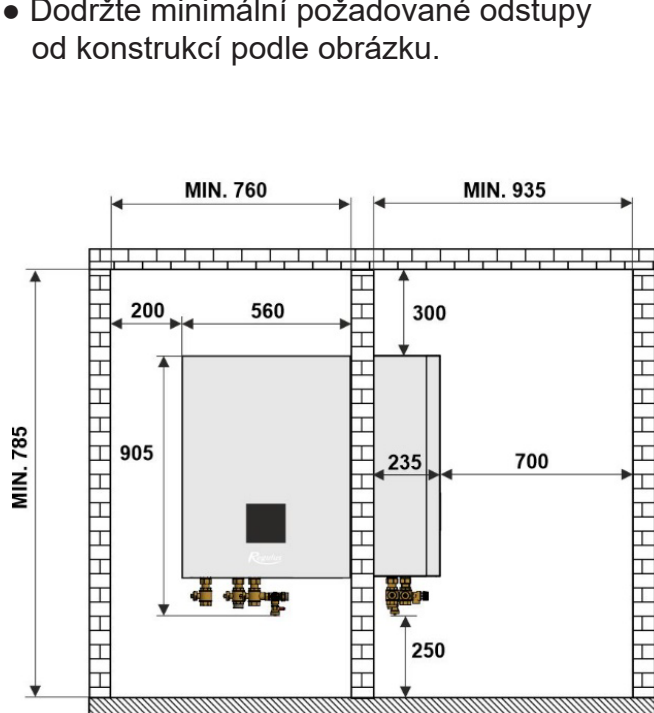 ● Dodržte minimální požadované odstupy
od konstrukcí podle obrázku.
MIN. 760
MIN. 935
200
560
300
MIN. 785
905
235
700
Regulus
250